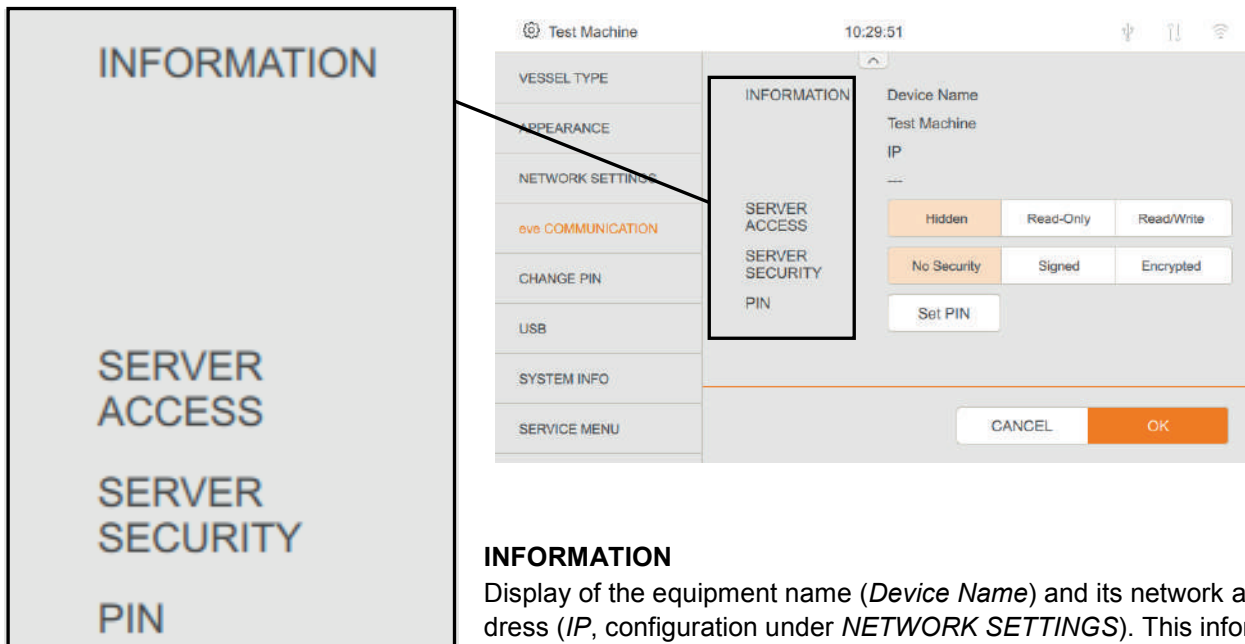 INFORMATION
SERVER
ACCESS
SERVER
SECURITY
PIN
Test Machine 10:29:51
VESSEL TYPE
APPEARANCE
NETWORK SETTINGS
eve COMMUNICATION
CHANGE PIN
USB
SYSTEM INFO
SERVICE MENU
INFORMATION Device Name
Test Machine
IP
---
SERVER
ACCESS
Hidden Read-Only Read/Write
SERVER
SECURITY
No Security Signed Encrypted
PIN Set PIN
CANCEL OK
INFORMATION
Display of the equipment name (Device Name) and its network a
dress (IP, configuration under NETWORK SETTINGS). This infor